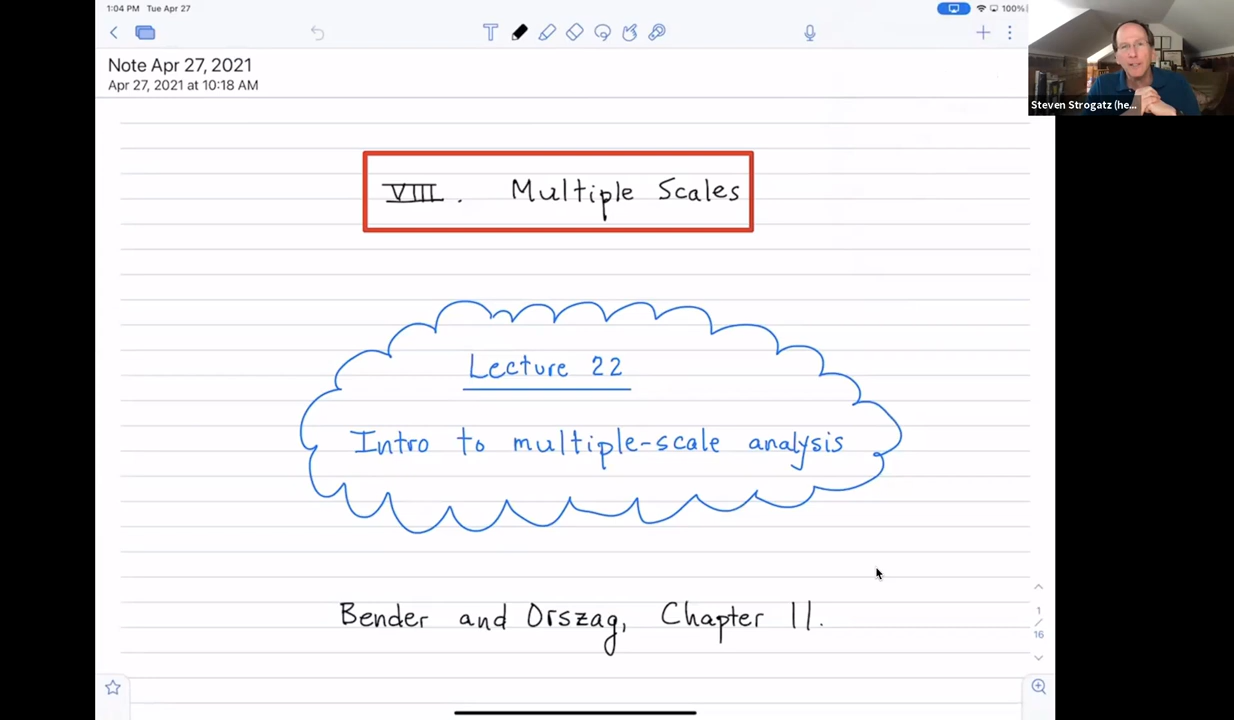 1:04 PM Tue Apr 27
100%
Note Apr 27, 2021
Apr 27, 2021 at 10:18 AM
Steven Strogatz (he...
VIII. Multiple Scales
Lecture 22
Intro to multiple-scale analysis
Bender and Orszag, Chapter 11.
1
/
16